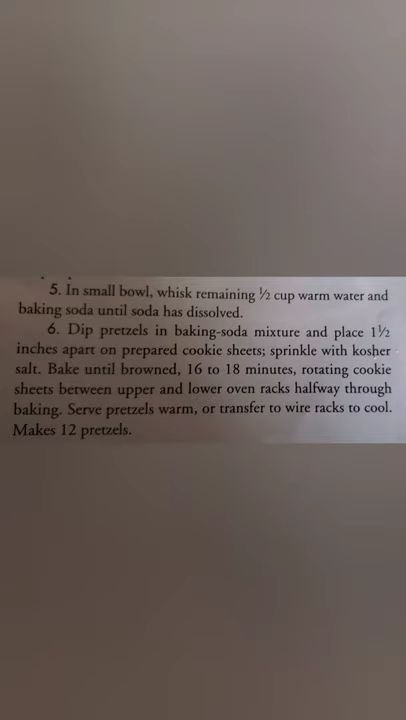 5. In small bowl, whisk remaining ½ cup warm water and
baking soda until soda has dissolved.
6. Dip pretzels in baking-soda mixture and place 1½
inches apart on prepared cookie sheets; sprinkle with kosher
salt. Bake until browned, 16 to 18 minutes, rotating cookie
sheets between upper and lower oven racks halfway through
baking. Serve pretzels warm, or transfer to wire racks to cool.
Makes 12 pretzels.